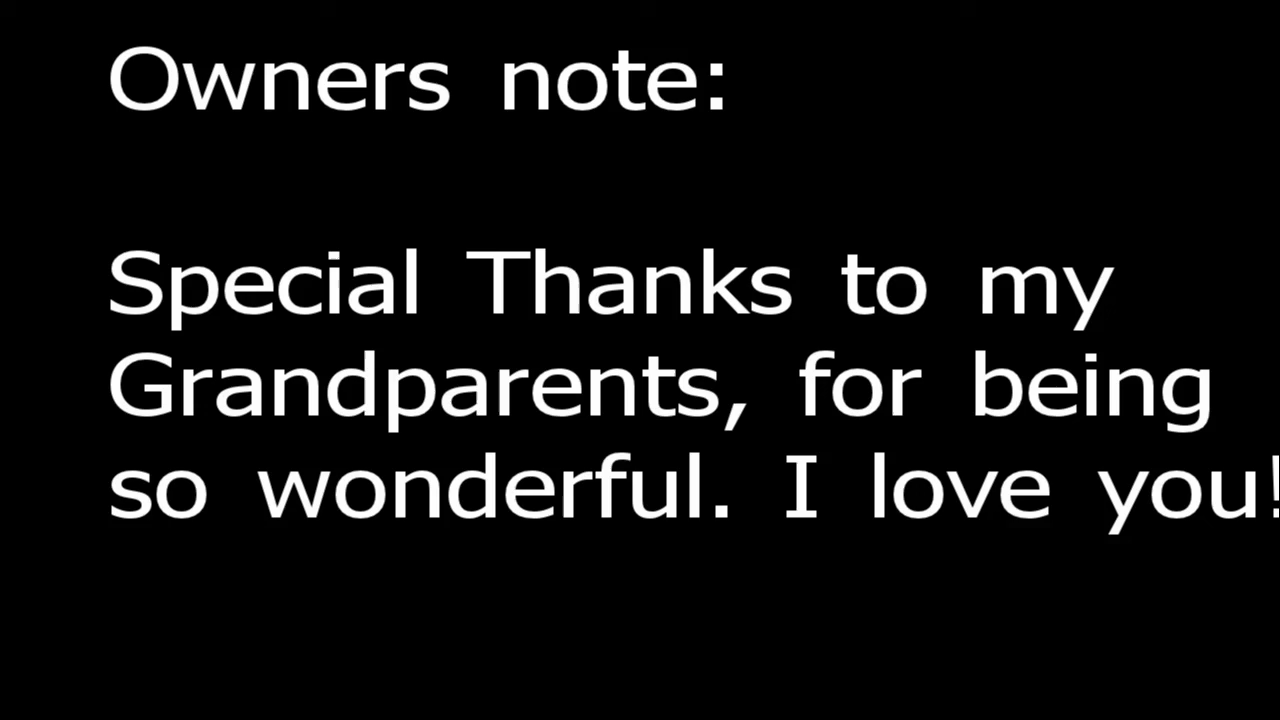 Owners note:
Special Thanks to my
Grandparents, for being
so wonderful. I love you!